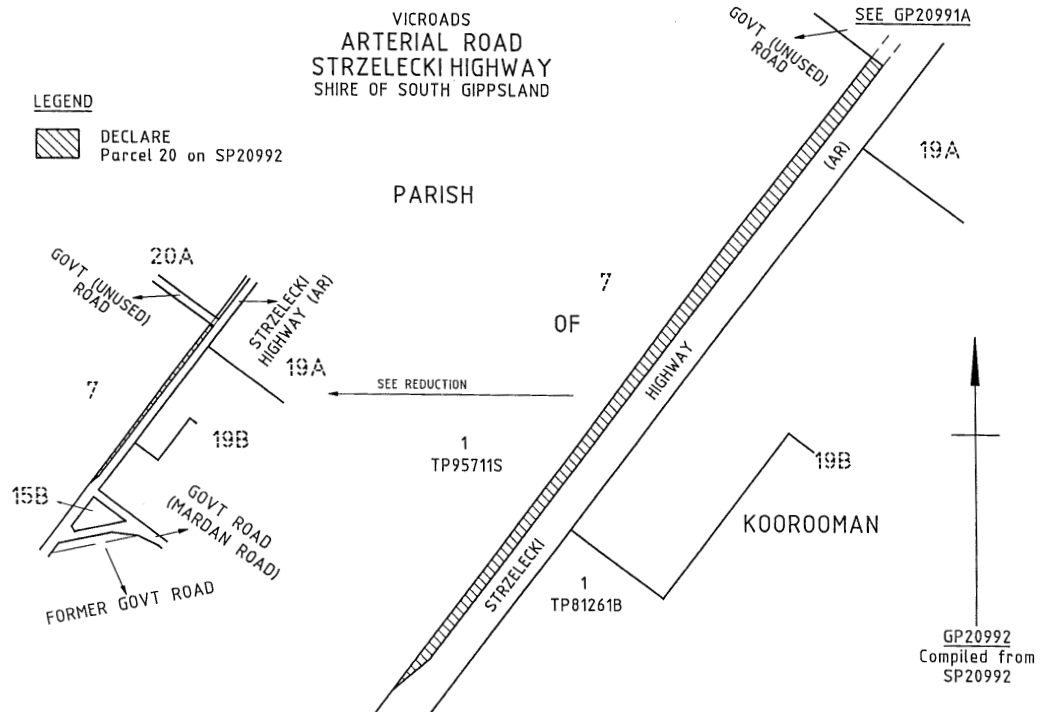 VICROADS
ARTERIAL ROAD
STRZELECKI HIGHWAY
SHIRE OF SOUTH GIPPSLAND
LEGEND
DECLARE
Parcel 20 on SP20992
PARISH
OF
KOOROOMAN
SEE GP20991A
GOVT (UNUSED)
ROAD
(AR)
19A
7
HIGHWAY
STRZELECKI
19B
1
TP95711S
1
TP81261B
SEE REDUCTION
20A
GOVT (UNUSED)
ROAD
STRZELECKI
HIGHWAY (AR)
19A
7
19B
15B
GOVT ROAD
(MARDAN ROAD)
FORMER GOVT ROAD
GP20992
Compiled from
SP20992